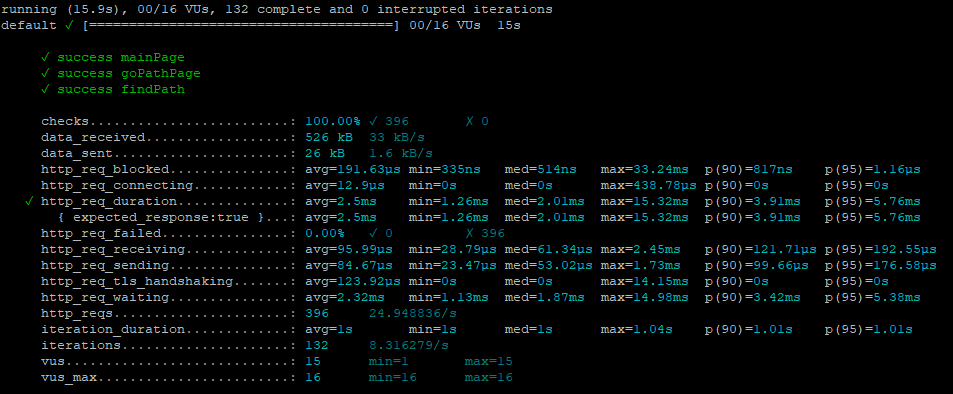 running (15.9s), 00/16 VUs, 132 complete and 0 interrupted iterations
default ✓ [======================================] 00/16 VUs  15s

     ✓ success mainPage
     ✓ success goPathPage
     ✓ success findPath

     checks.........................: 100.00% ✓ 396       ✗ 0
     data_received..................: 526 kB  33 kB/s
     data_sent......................: 26 kB   1.6 kB/s
     http_req_blocked...............: avg=191.63µs min=335ns   med=514ns   max=33.24ms  p(90)=817ns    p(95)=1.16µs
     http_req_connecting............: avg=12.9µs   min=0s      med=0s      max=438.78µs p(90)=0s       p(95)=0s
   ✓ http_req_duration..............: avg=2.5ms    min=1.26ms  med=2.01ms  max=15.32ms  p(90)=3.91ms   p(95)=5.76ms
       { expected_response:true }...: avg=2.5ms    min=1.26ms  med=2.01ms  max=15.32ms  p(90)=3.91ms   p(95)=5.76ms
     http_req_failed................: 0.00%   ✓ 0         ✗ 396
     http_req_receiving.............: avg=95.99µs  min=28.79µs med=61.34µs max=2.45ms   p(90)=121.71µs p(95)=192.55µs
     http_req_sending...............: avg=84.67µs  min=23.47µs med=53.02µs max=1.73ms   p(90)=99.66µs  p(95)=176.58µs
     http_req_tls_handshaking.......: avg=123.92µs min=0s      med=0s      max=14.15ms  p(90)=0s       p(95)=0s
     http_req_waiting...............: avg=2.32ms   min=1.13ms  med=1.87ms  max=14.98ms  p(90)=3.42ms   p(95)=5.38ms
     http_reqs......................: 396     24.948836/s
     iteration_duration.............: avg=1s       min=1s      med=1s      max=1.04s    p(90)=1.01s    p(95)=1.01s
     iterations.....................: 132     8.316279/s
     vus............................: 15      min=1       max=15
     vus_max........................: 16      min=16      max=16